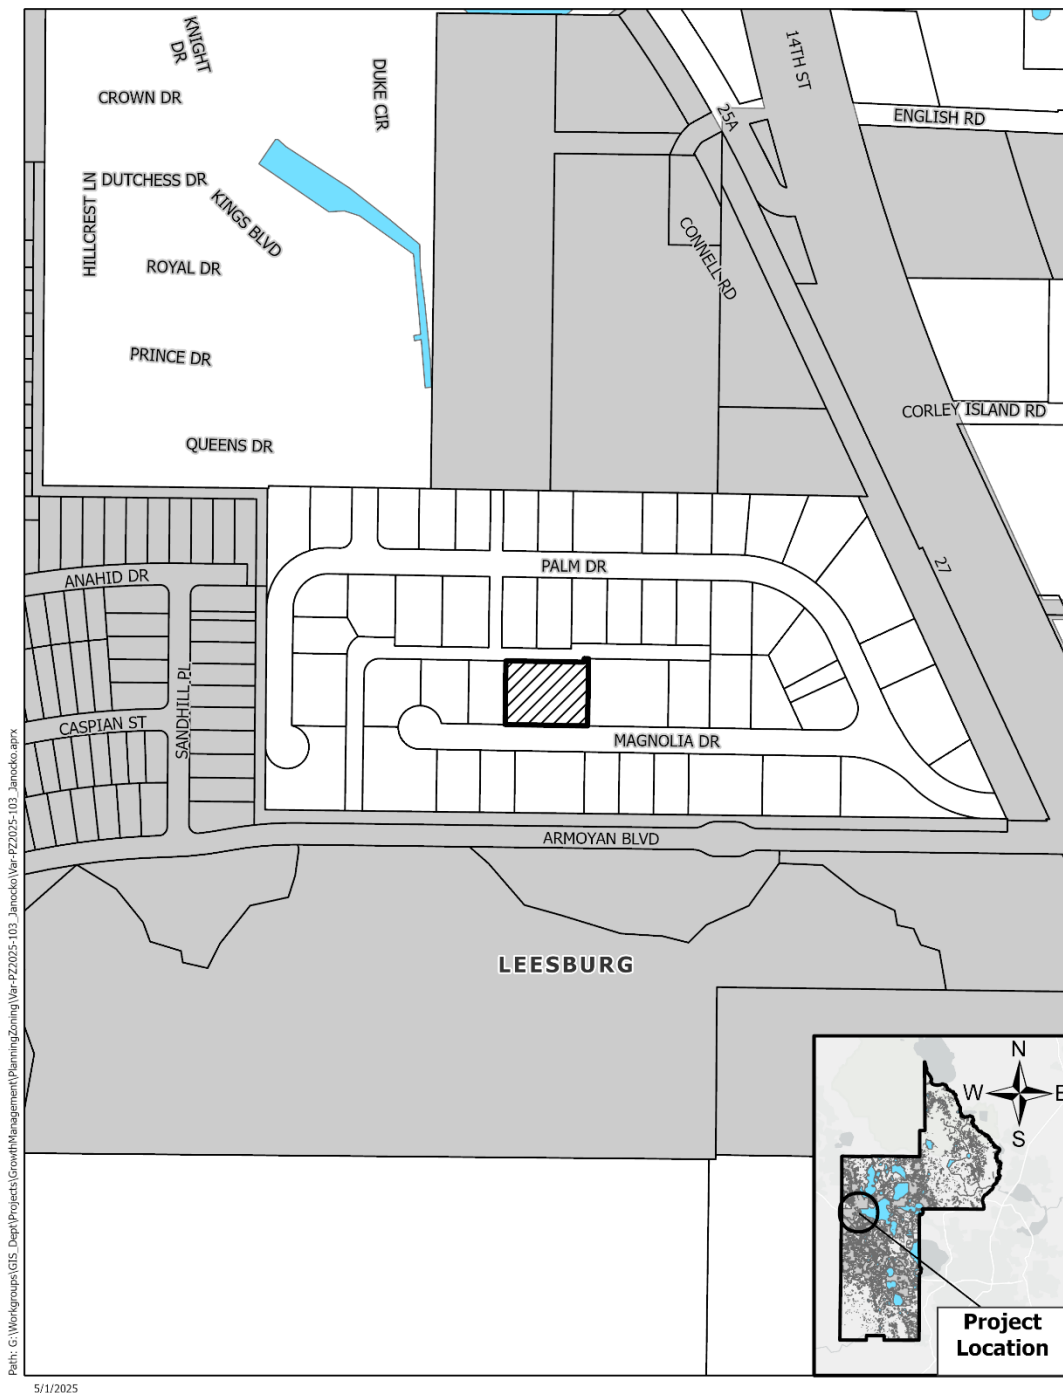 KNIGHT
DR
CROWN DR
DUKE CIR
14TH ST
25A
ENGLISH RD
HILLCREST LN
DUTCHESS DR
KINGS BLVD
CONNELL RD
ROYAL DR
PRINCE DR
CORLEY ISLAND RD
QUEENS DR
PALM DR
27
ANAHID DR
SANDHILL PL
CASPIAN ST
MAGNOLIA DR
ARMOYAN BLVD
LEESBURG
N
W E
S
Project
Location
Path: G:\Workgroups\GIS_Dept\Projects\GrowthManagement\PlanningZoning\Var-PZ2025-103_Janocko\Var-PZ2025-103_Janocko.aprx
5/1/2025